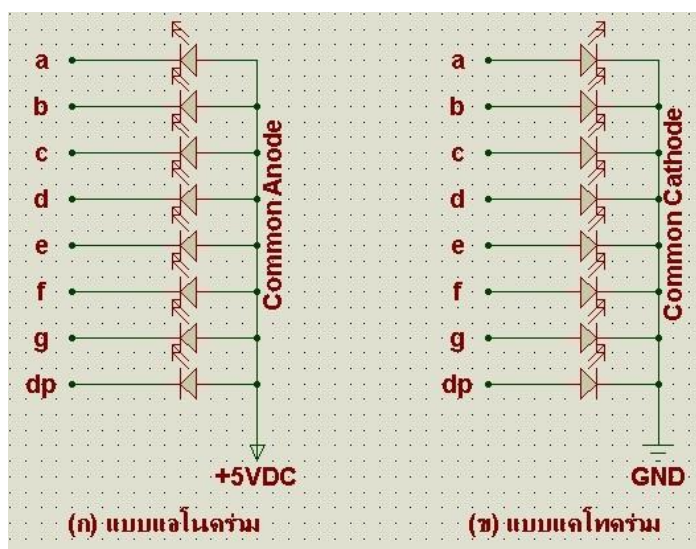 a
b
c
d
e
f
g
dp
Common Anode
+5VDC
(ก) แบบแอโนดร่วม
a
b
c
d
e
f
g
dp
Common Cathode
GND
(ข) แบบแคโทดร่วม